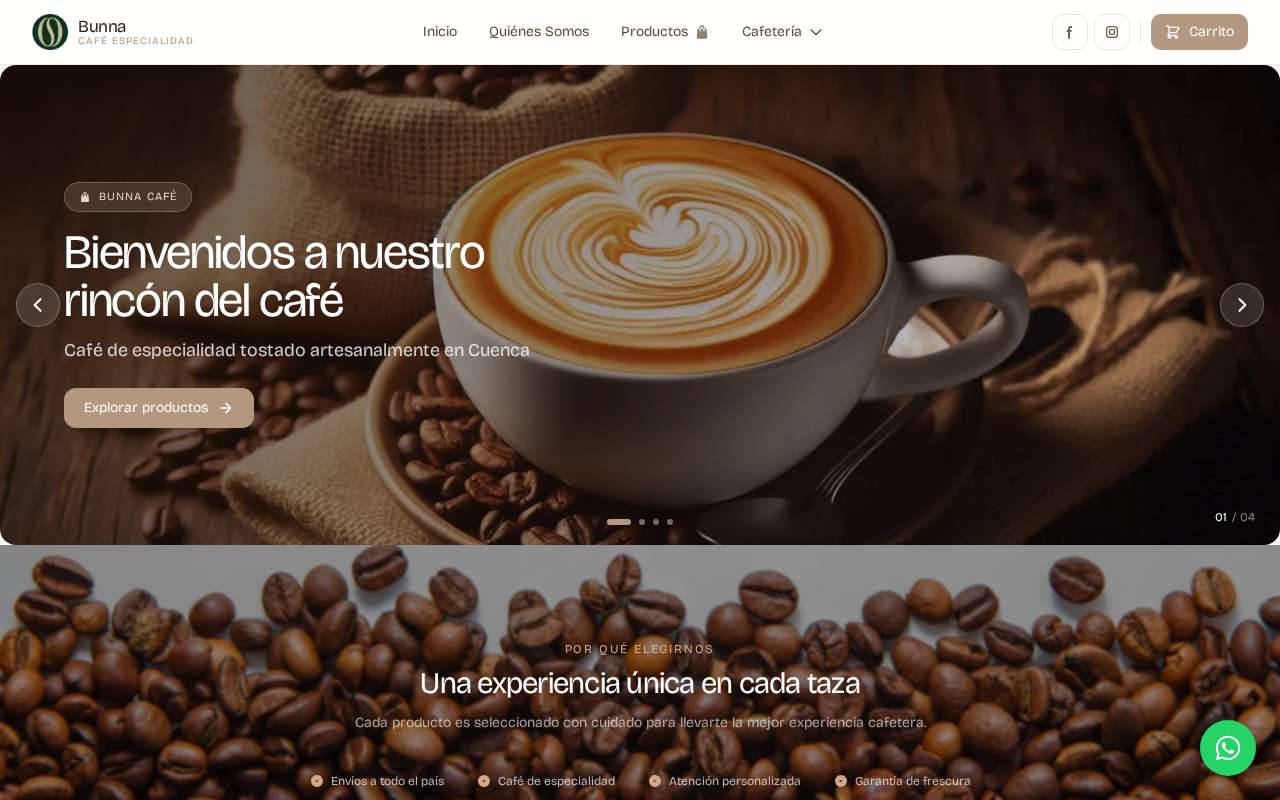 Bunna
CAFÉ ESPECIALIDAD
Inicio
Quiénes Somos
Productos
Cafetería
Carrito
BUNNA CAFÉ
Bienvenidos a nuestro
rincón del café
Café de especialidad tostado artesanalmente en Cuenca
Explorar productos
01 / 04
POR QUÉ ELEGIRNOS
Una experiencia única en cada taza
Cada producto es seleccionado con cuidado para llevarte la mejor experiencia cafetera.
Envíos a todo el país
Café de especialidad
Atención personalizada
Garantía de frescura